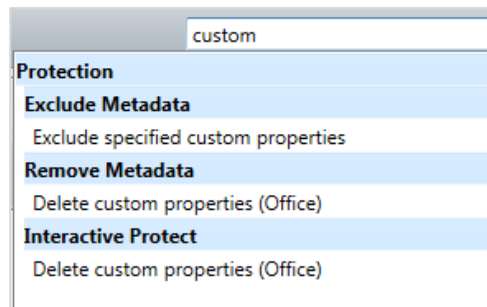 custom
Protection
Exclude Metadata
Exclude specified custom properties
Remove Metadata
Delete custom properties (Office)
Interactive Protect
Delete custom properties (Office)